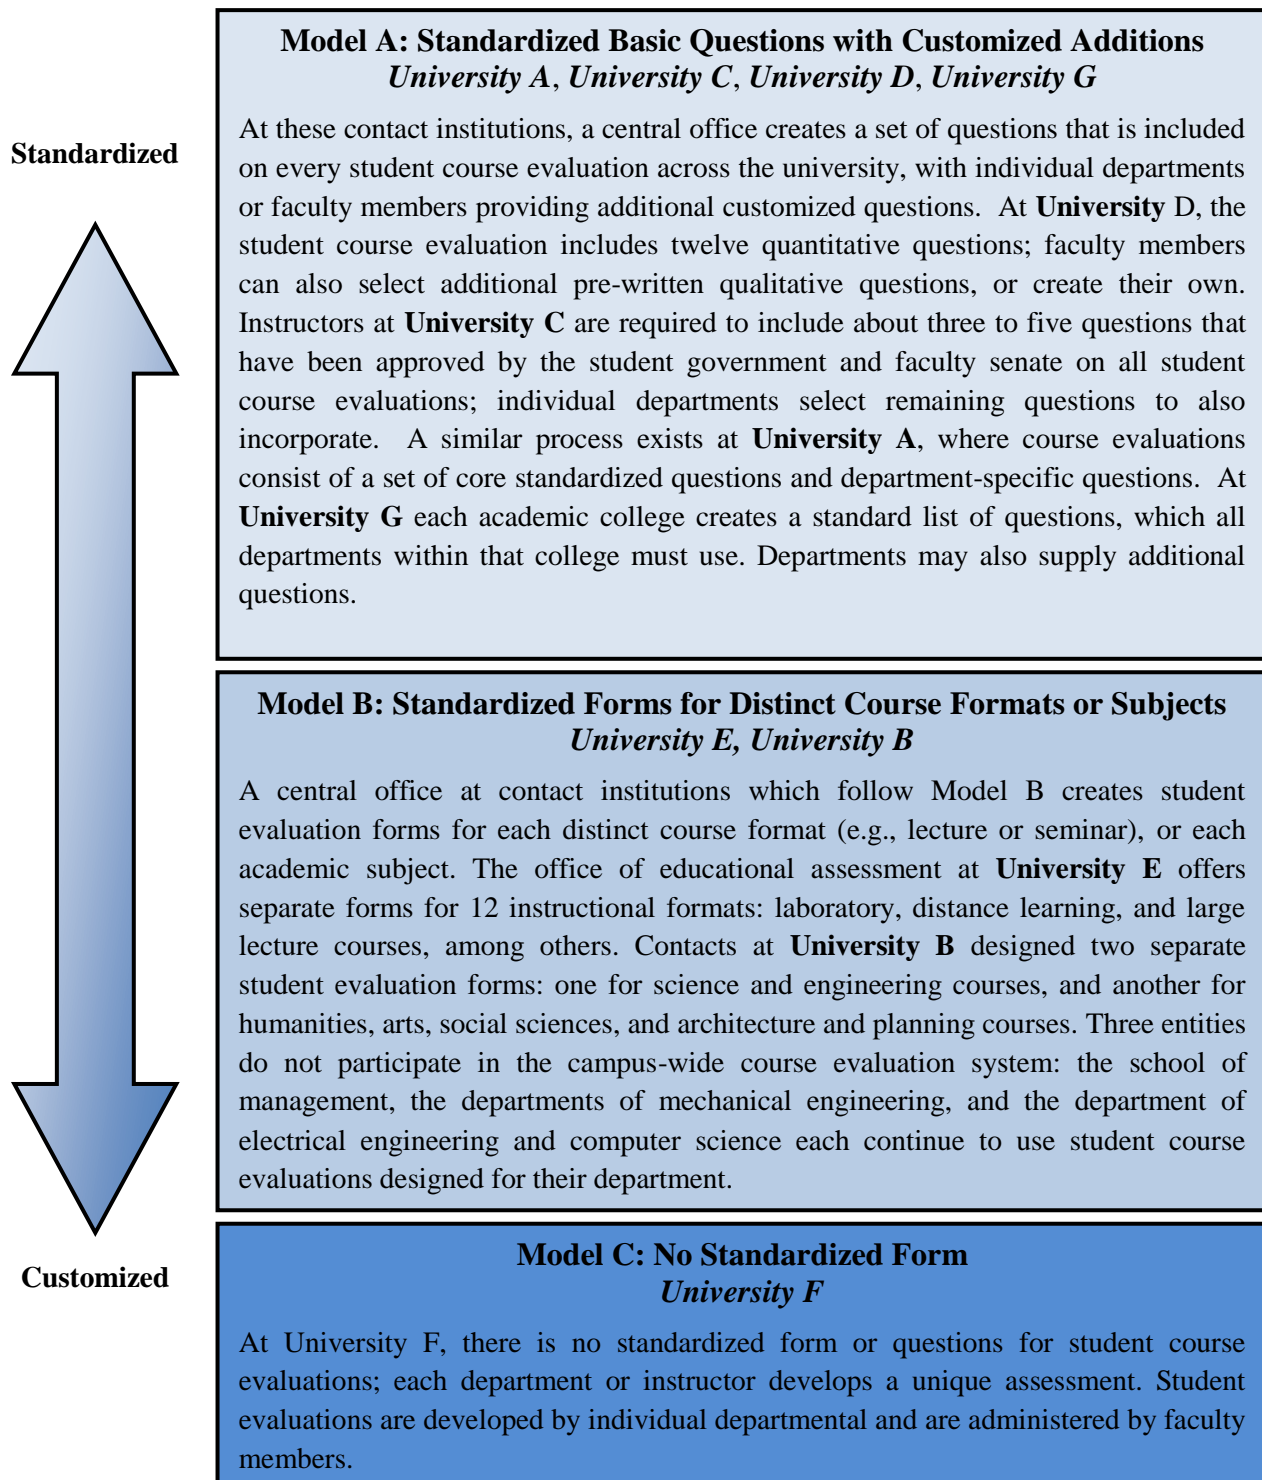 Model A: Standardized Basic Questions with Customized Additions
University A, University C, University D, University G
Standardized
At these contact institutions, a central office creates a set of questions that is included
on every student course evaluation across the university, with individual departments
or faculty members providing additional customized questions. At University D, the
student course evaluation includes twelve quantitative questions; faculty members
can also select additional pre-written qualitative questions, or create their own.
Instructors at University C are required to include about three to five questions that
have been approved by the student government and faculty senate on all student
course evaluations; individual departments select remaining questions to also
incorporate. A similar process exists at University A, where course evaluations
consist of a set of core standardized questions and department-specific questions. At
University G each academic college creates a standard list of questions, which all
departments within that college must use. Departments may also supply additional
questions.
Model B: Standardized Forms for Distinct Course Formats or Subjects
University E, University B
A central office at contact institutions which follow Model B creates student
evaluation forms for each distinct course format (e.g., lecture or seminar), or each
academic subject. The office of educational assessment at University E offers
separate forms for 12 instructional formats: laboratory, distance learning, and large
lecture courses, among others. Contacts at University B designed two separate
student evaluation forms: one for science and engineering courses, and another for
humanities, arts, social sciences, and architecture and planning courses. Three entities
do not participate in the campus-wide course evaluation system: the school of
management, the departments of mechanical engineering, and the department of
electrical engineering and computer science each continue to use student course
evaluations designed for their department.
Customized
Model C: No Standardized Form
University F
At University F, there is no standardized form or questions for student course
evaluations; each department or instructor develops a unique assessment. Student
evaluations are developed by individual departmental and are administered by faculty
members.